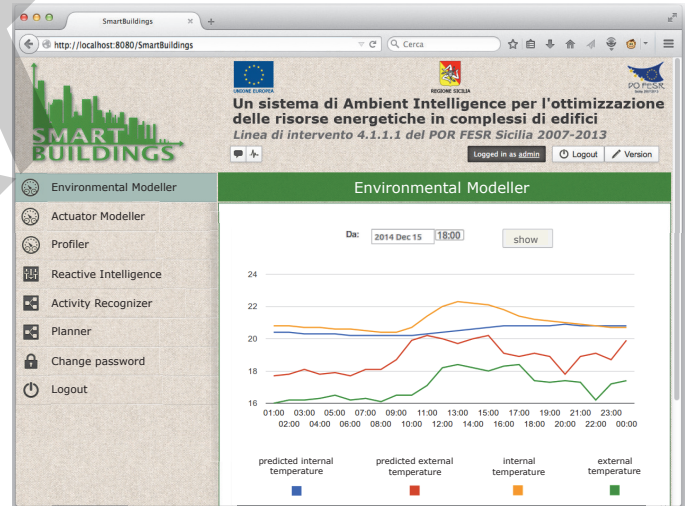 SmartBuildings
http://localhost:8080/SmartBuildings
Cerca
SMART
BUILDINGS
UNIONE EUROPEA
REGIONE SICILIA
PO FESR
Un sistema di Ambient Intelligence per l'ottimizzazione
delle risorse energetiche in complessi di edifici
Linea di intervento 4.1.1.1 del POR FESR Sicilia 2007-2013
Logged in as admin
Logout
Version
Environmental Modeller
Actuator Modeller
Profiler
Reactive Intelligence
Activity Recognizer
Planner
Change password
Logout
Environmental Modeller
Da:
2014 Dec 15
18:00
show
24
22
20
18
16
01:00 03:00 05:00 07:00 09:00 11:00 13:00 15:00 17:00 19:00 21:00 23:00
02:00 04:00 06:00 08:00 10:00 12:00 14:00 16:00 18:00 20:00 22:00 00:00
predicted internal
temperature
predicted external
temperature
internal
temperature
external
temperature